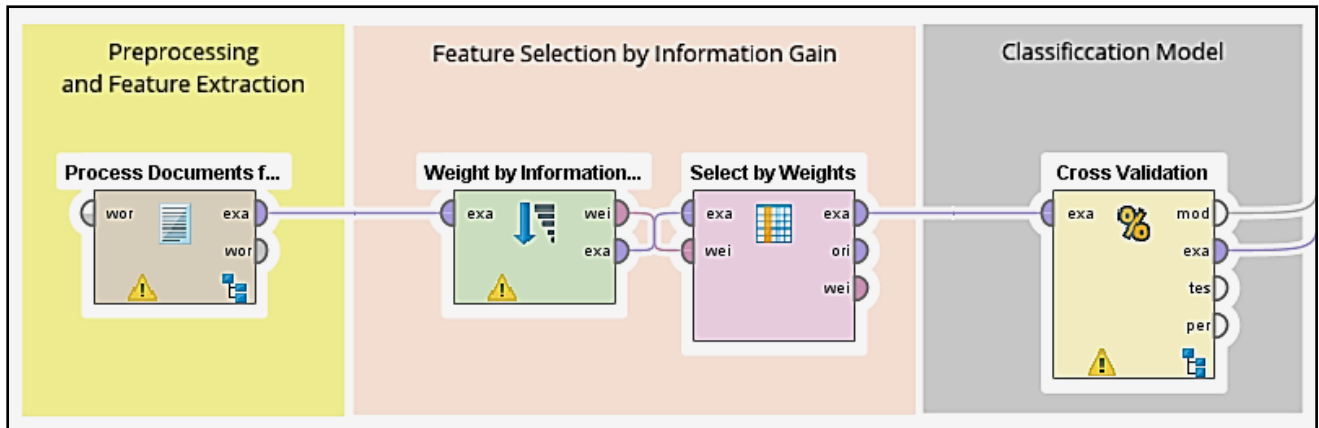 Preprocessing
and Feature Extraction
Feature Selection by Information Gain
Classificcation Model
Process Documents f...
wor
exa
wor
Weight by Information...
exa
wei
exa
Select by Weights
exa
wei
exa
ori
wei
Cross Validation
exa
%
mod
exa
tes
per